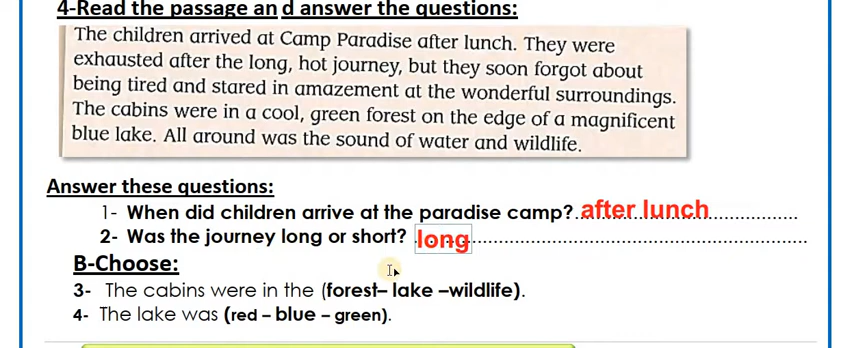 4-Read the passage an d answer the questions:
The children arrived at Camp Paradise after lunch. They were
exhausted after the long, hot journey, but they soon forgot about
being tired and stared in amazement at the wonderful surroundings.
The cabins were in a cool, green forest on the edge of a magnificent
blue lake. All around was the sound of water and wildlife.
Answer these questions:
1- When did children arrive at the paradise camp? after lunch
2- Was the journey long or short? long
B-Choose:
3- The cabins were in the (forest– lake –wildlife).
4- The lake was (red – blue – green).